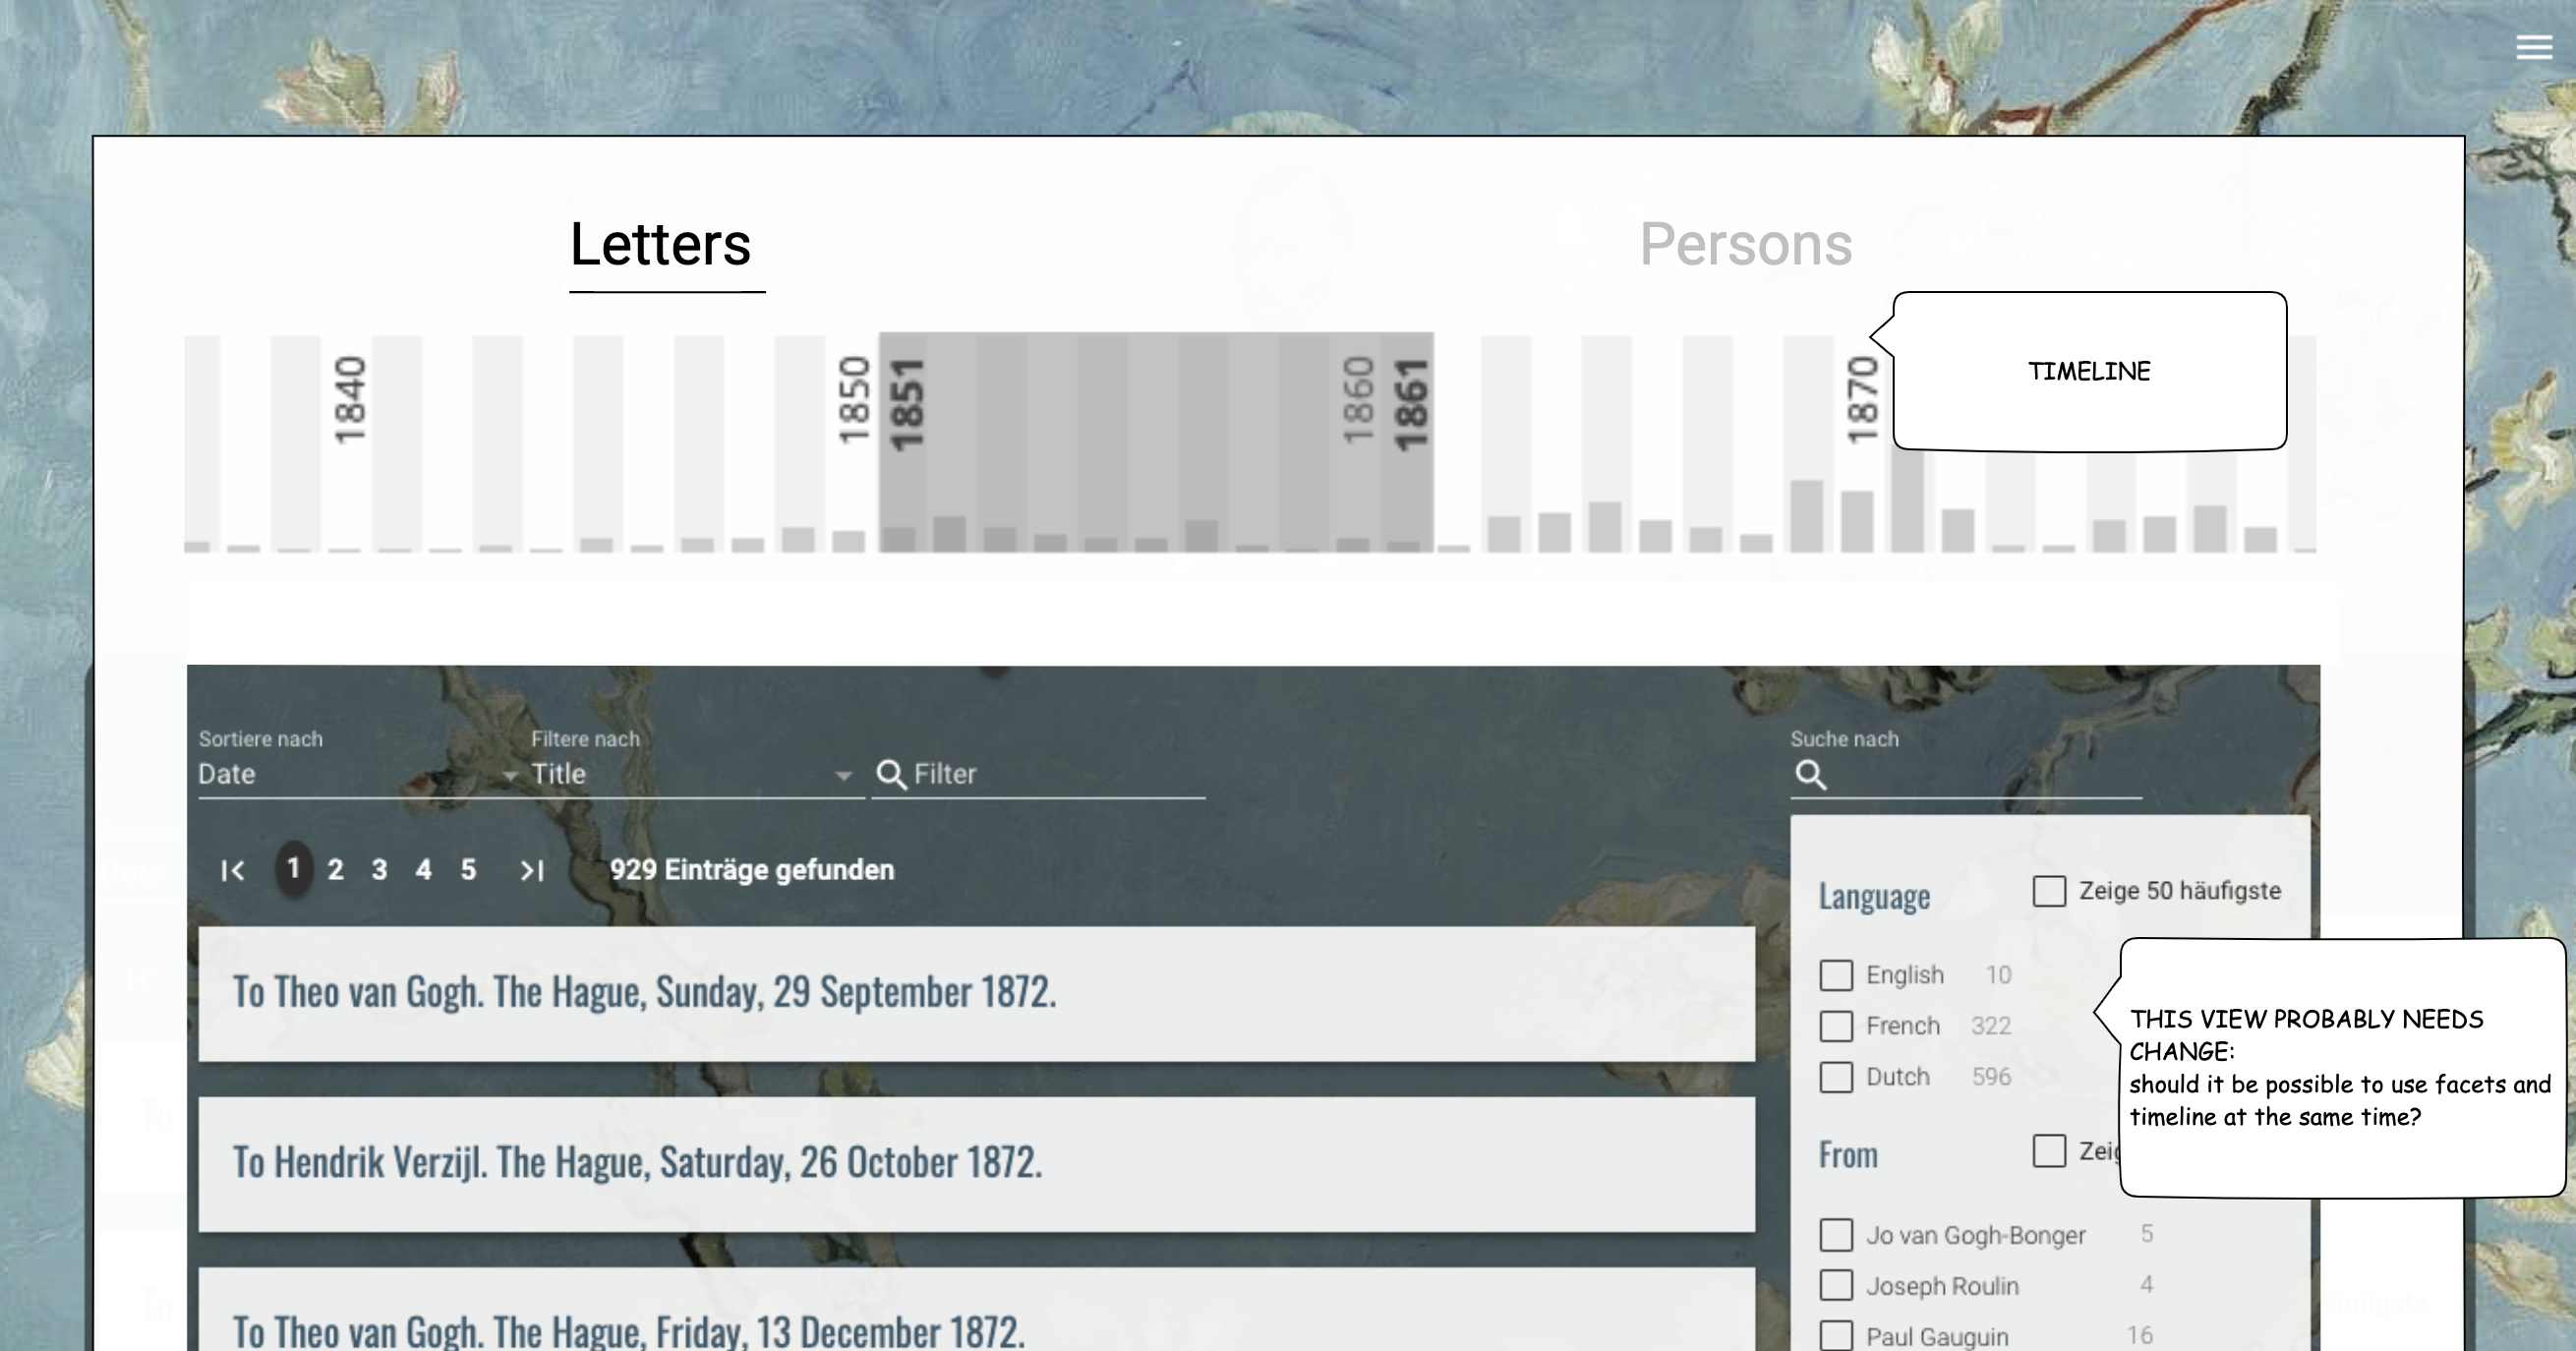 Letters
Persons
1840
1850
1851
1860
1861
1870
TIMELINE
Sortiere nach
Filtere nach
Suche nach
Date
Title
Filter
1 2 3 4 5
929 Einträge gefunden
Language
Zeige 50 häufigste
To Theo van Gogh. The Hague, Sunday, 29 September 1872.
English 10
French 322
Dutch 596
THIS VIEW PROBABLY NEEDS
CHANGE:
should it be possible to use facets and
timeline at the same time?
To Hendrik Verzijl. The Hague, Saturday, 26 October 1872.
From
Jo van Gogh-Bonger 5
Joseph Roulin 4
Paul Gauguin 16
To Theo van Gogh. The Hague, Friday, 13 December 1872.
To
To